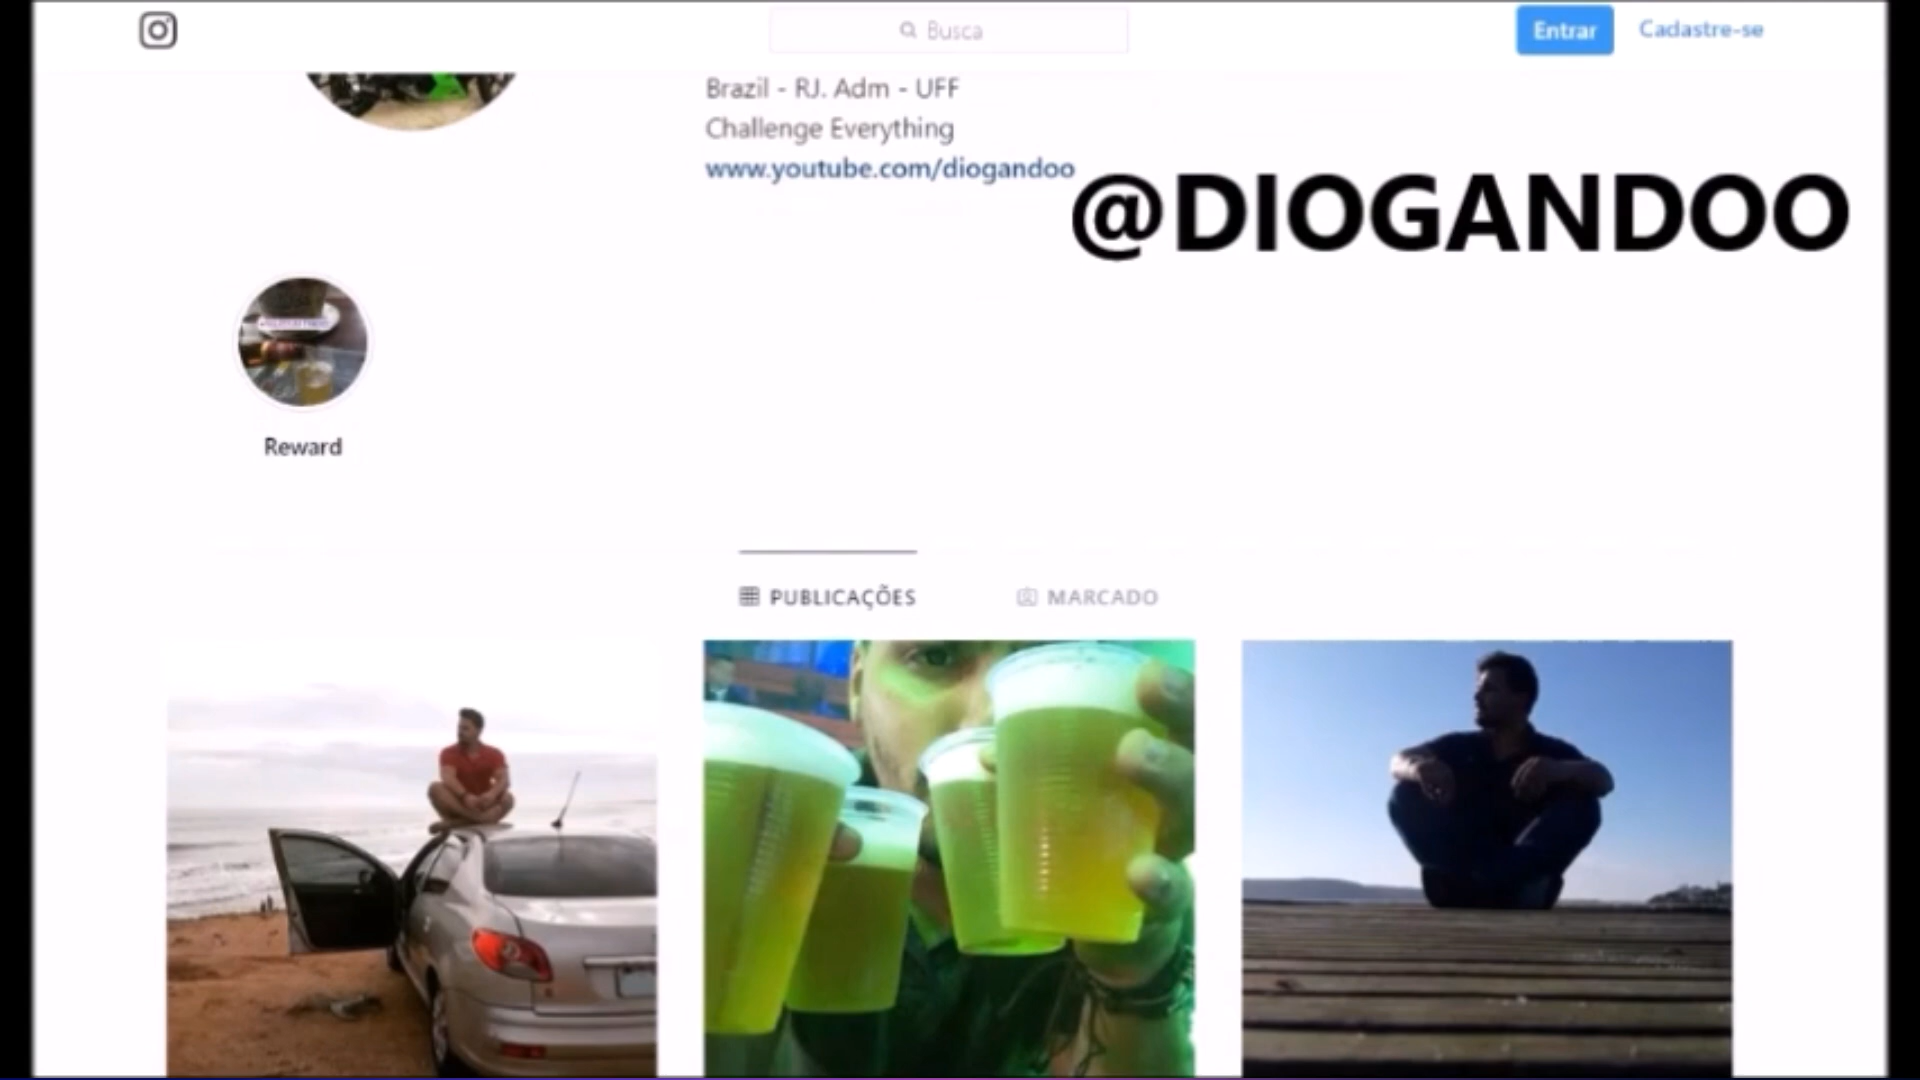 Busca
Entrar
Cadastre-se
Brazil - RJ. Adm - UFF
Challenge Everything
www.youtube.com/diogandoo
@DIOGANDOO
Reward
PUBLICAÇÕES
MARCADO